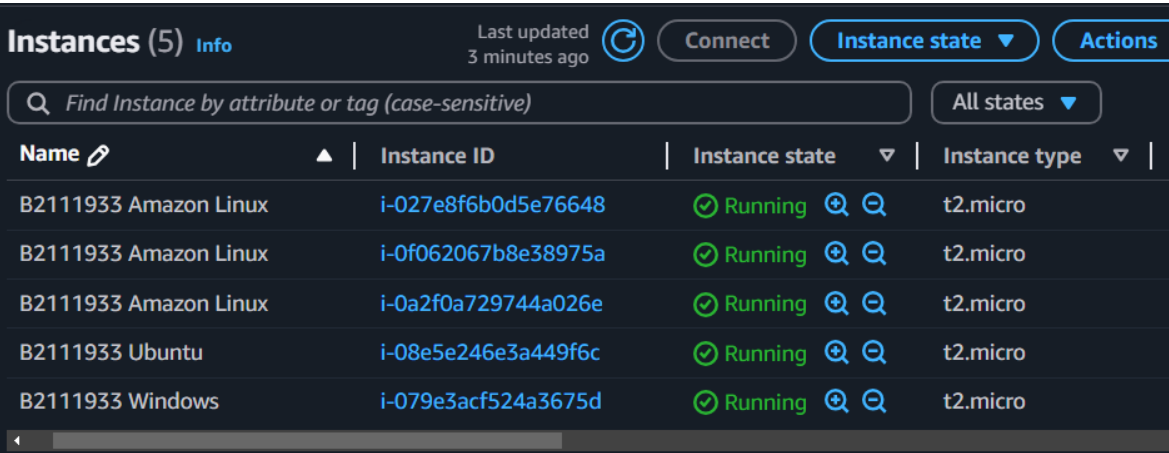 Instances (5) Info Last updated 3 minutes ago Connect Instance state Actions
Find Instance by attribute or tag (case-sensitive) All states
Name Instance ID Instance state Instance type
B2111933 Amazon Linux i-027e8f6b0d5e76648 Running t2.micro
B2111933 Amazon Linux i-0f062067b8e38975a Running t2.micro
B2111933 Amazon Linux i-0a2f0a729744a026e Running t2.micro
B2111933 Ubuntu i-08e5e246e3a449f6c Running t2.micro
B2111933 Windows i-079e3acf524a3675d Running t2.micro